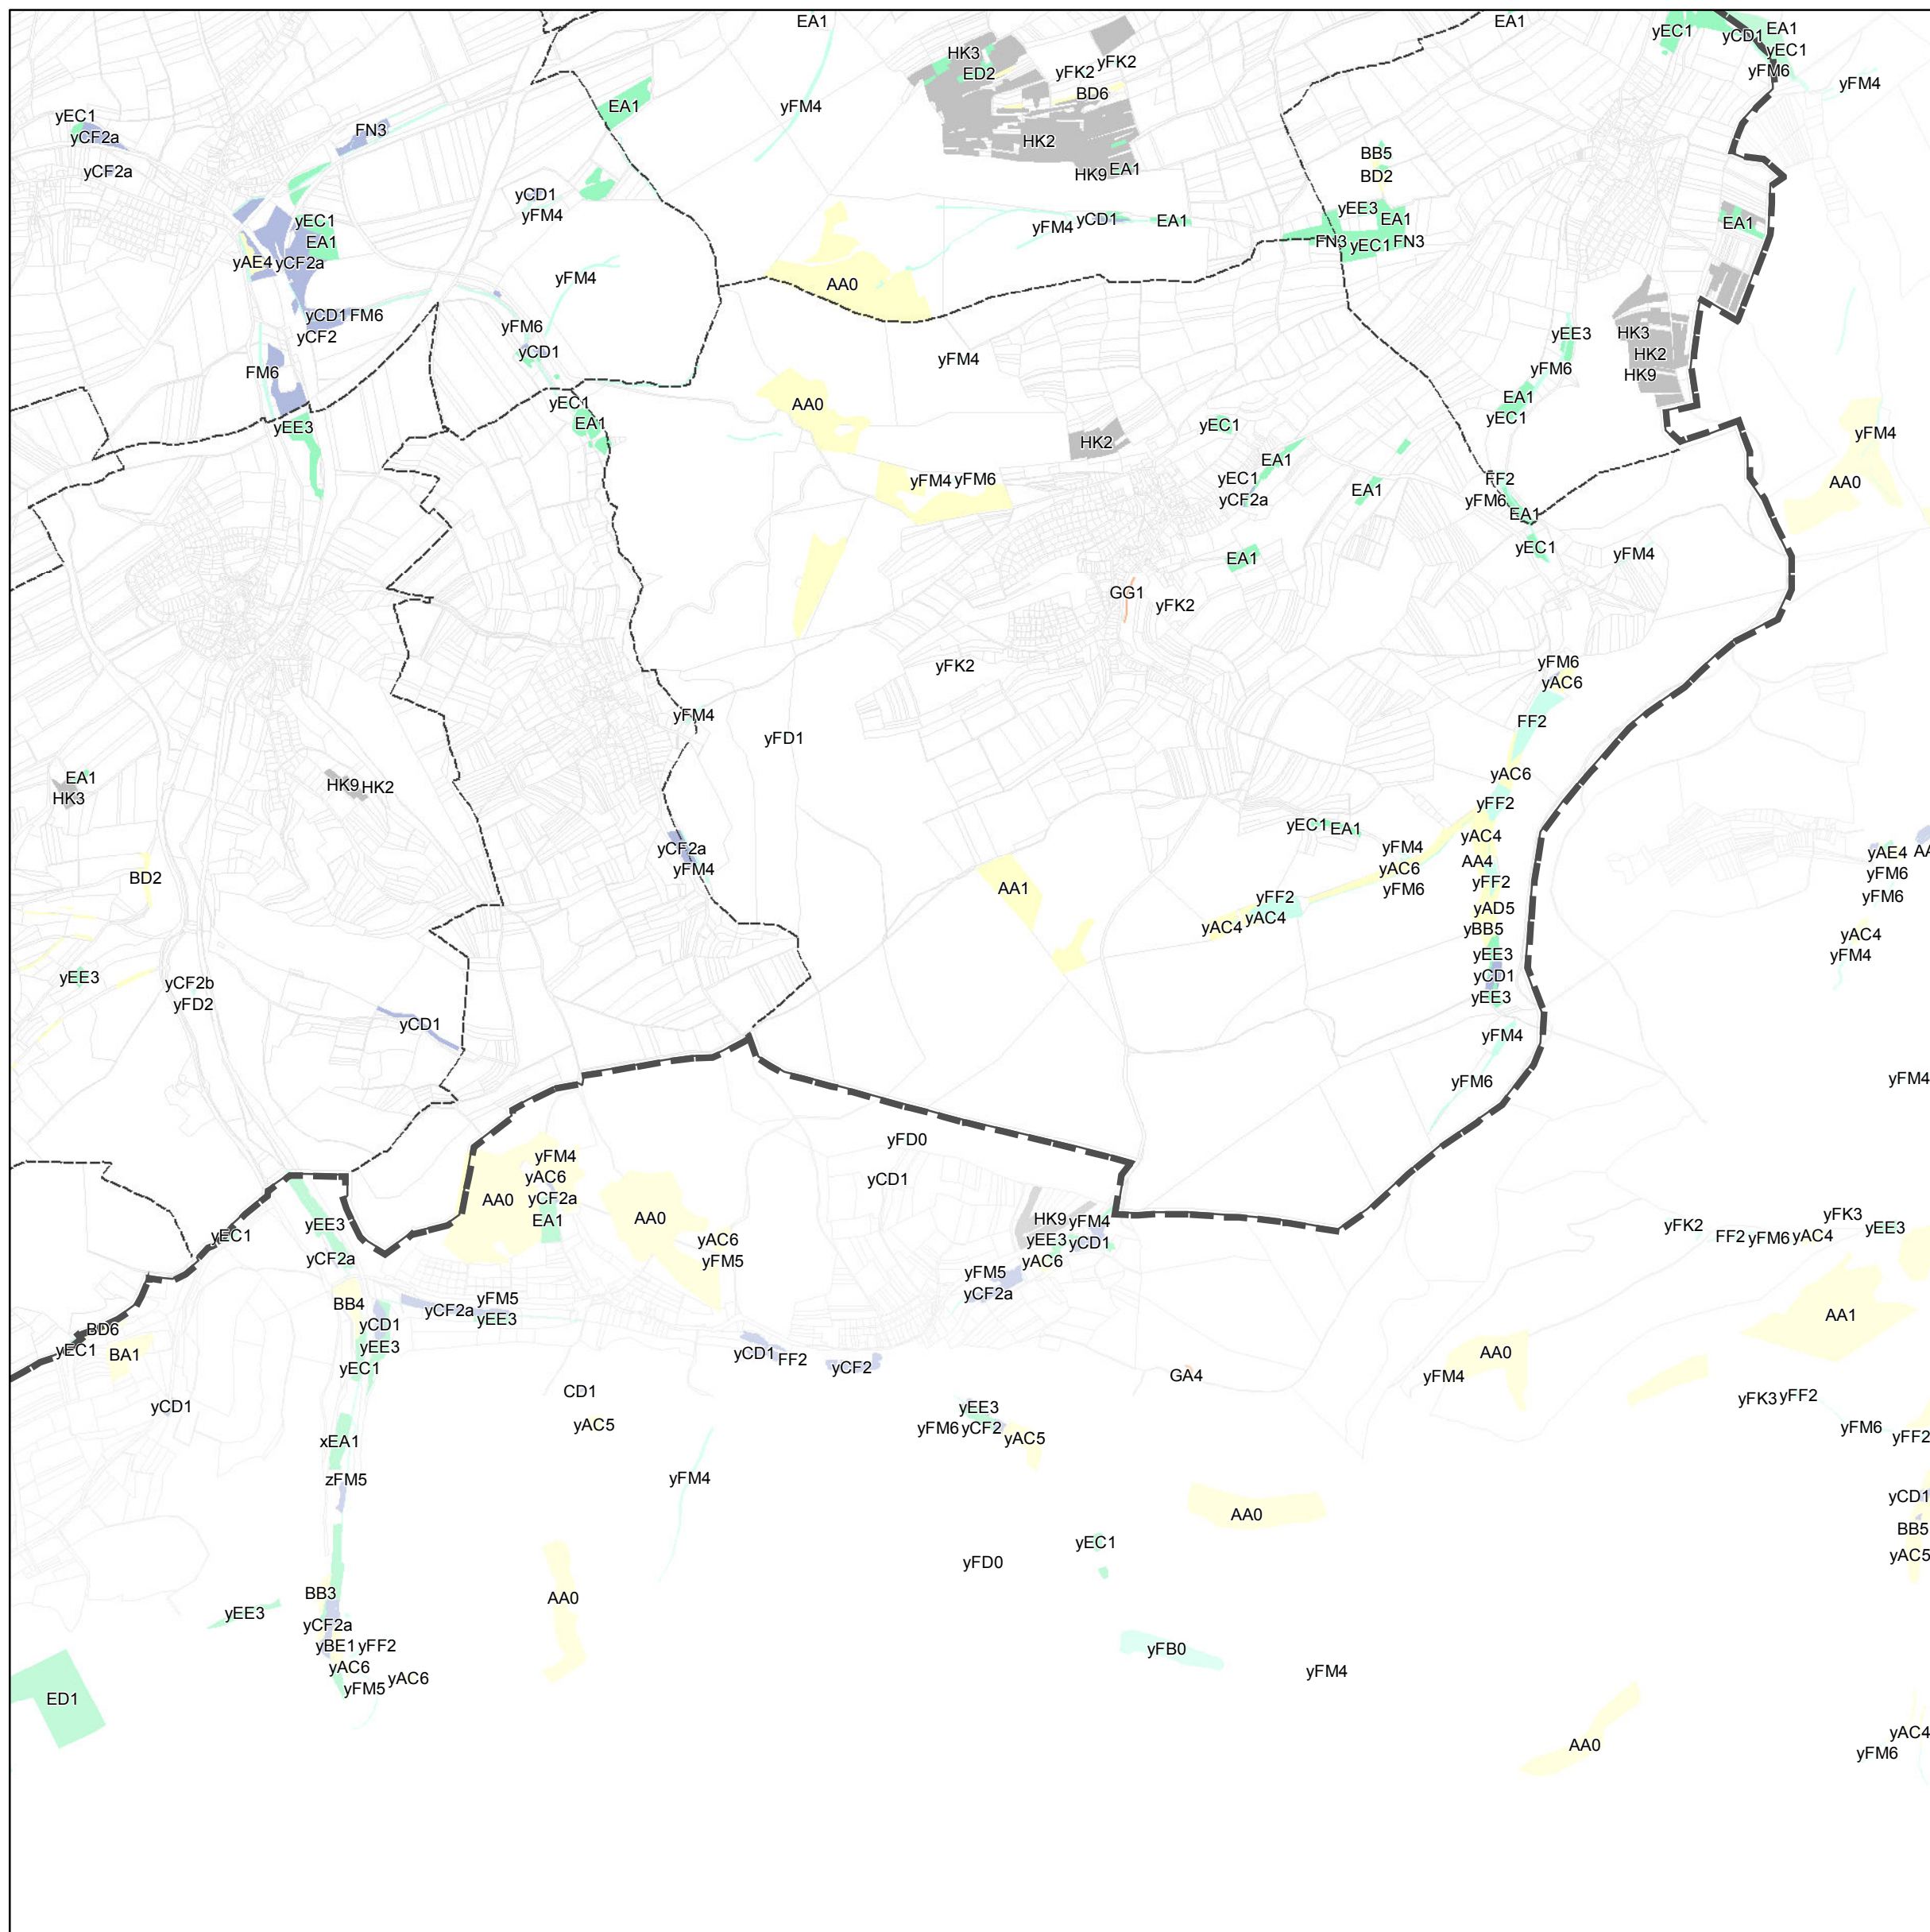 EA1
EA1
yEC1
yCD1
EA1
yEC1
yFM6
yFM4
HK3
ED2
yFK2
yFK2
BD6
HK2
HK9
EA1
EA1
yFM4
yEC1
yCF2a
yCF2a
FN3
yCD1
yFM4
BB5
BD2
yEE3
EA1
FN3
yEC1
FN3
EA1
yEC1
EA1
yAE4
yCF2a
yFM4
yCD1
EA1
AA0
yFM4
yCD1
FM6
yCF2
yFM6
yCD1
FM6
yFM4
yEE3
yFM6
HK3
HK2
HK9
yEE3
yEC1
EA1
AA0
EA1
yEC1
HK2
yEC1
EA1
yEC1
yCF2a
EA1
yFM4
yFM6
FF2
yFM6
EA1
yEC1
yFM4
yFM4
AA0
EA1
GG1
yFK2
yFK2
yFM6
yAC6
FF2
yFM4
yFD1
yAC6
yFF2
EA1
HK3
HK9
HK2
yEC1
EA1
yAC4
AA4
yFF2
yFM4
yAC6
yFM6
yCF2a
yFM4
BD2
AA1
yFF2
yAC4
yAC4
yAD5
yBB5
yEE3
yCD1
yEE3
yAE4
AA
yFM6
yFM6
yAC4
yFM4
yEE3
yCF2b
yFD2
yCD1
yFM4
yFM6
yFM4
yFD0
yCD1
yFM4
yAC6
yCF2a
EA1
AA0
AA0
yAC6
yFM5
yEE3
yEC1
yCF2a
HK9
yFM4
yEE3
yCD1
yAC6
yFM5
yCF2a
yFK2
FF2
yFM6
yAC4
yFK3
yEE3
BB4
yCD1
yEE3
yEC1
yCF2a
yFM5
yEE3
BD6
yEC1
BA1
yCD1
yCD1
FF2
yCF2
GA4
yFM4
AA0
AA1
CD1
yAC5
yEE3
yFM6
yCF2
yAC5
yFK3
yFF2
yFM6
yFF2
xEA1
zFM5
yFM4
AA0
yCD1
BB5
yAC5
yEC1
yFD0
BB3
yEE3
yCF2a
yBE1
yFF2
yAC6
yFM5
yAC6
AA0
yFB0
yFM4
ED1
AA0
yAC4
yFM6